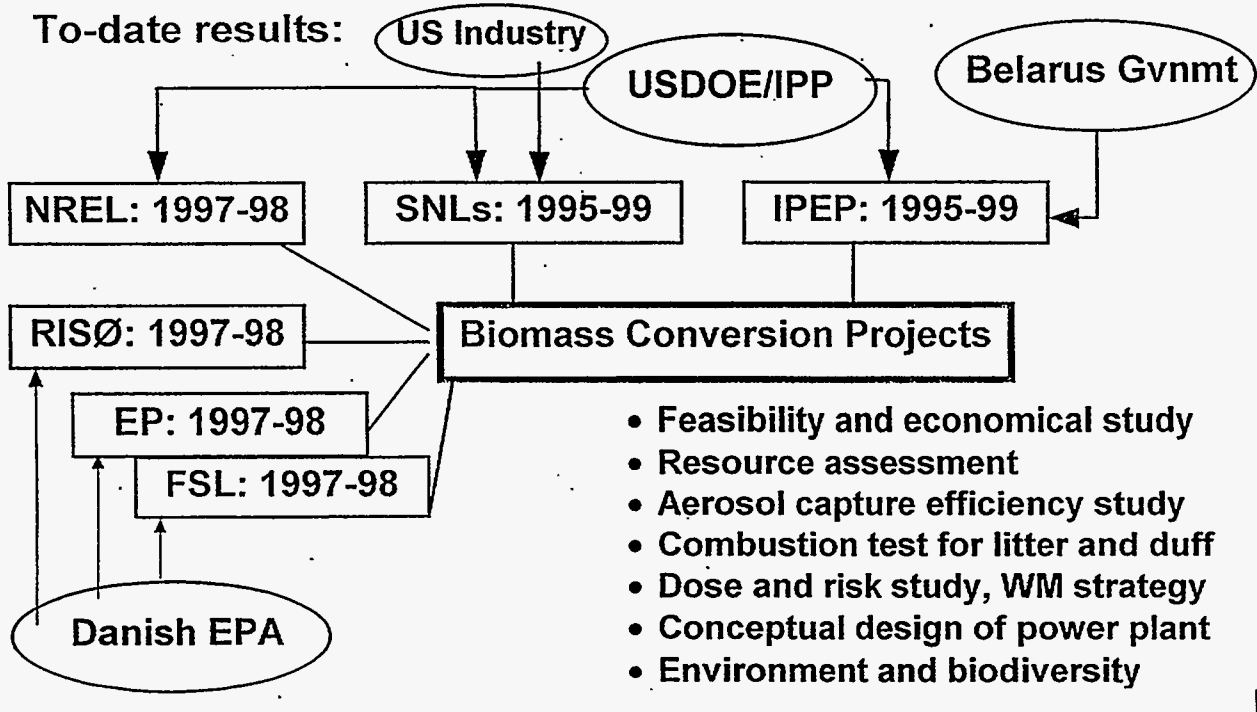 To-date results:
US Industry
USDOE/IPP
Belarus Gvnmt
NREL: 1997-98
SNLs: 1995-99
IPEP: 1995-99
RISØ: 1997-98
Biomass Conversion Projects
EP: 1997-98
FSL: 1997-98
Danish EPA
• Feasibility and economical study
• Resource assessment
• Aerosol capture efficiency study
• Combustion test for litter and duff
• Dose and risk study, WM strategy
• Conceptual design of power plant
• Environment and biodiversity